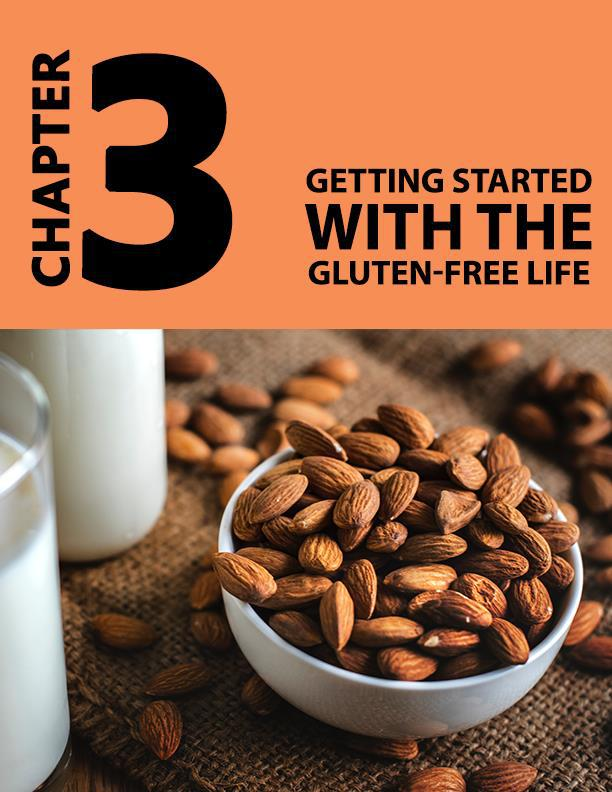 CHAPTER
3
GETTING STARTED
WITH THE
GLUTEN-FREE LIFE